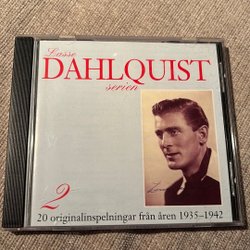 Lasse
DAHLQUIST
serien
2
20 originalinspelningar från åren 1935–1942